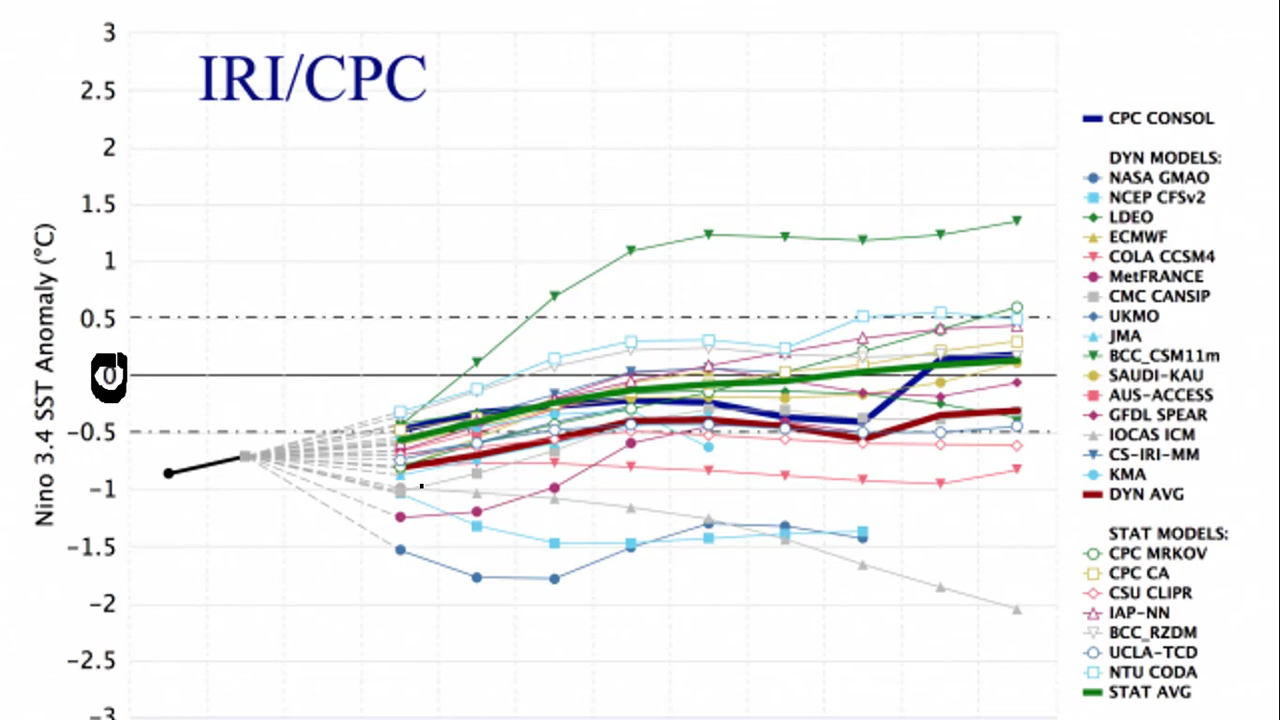 IRI/CPC
3
2.5
2
1.5
1
0.5
0
−0.5
−1
−1.5
−2
−2.5
−3
Nino 3.4 SST Anomaly (°C)
CPC CONSOL
DYN MODELS:
NASA GMAO
NCEP CFSv2
LDEO
ECMWF
COLA CCSM4
MetFRANCE
CMC CANSIP
UKMO
JMA
BCC_CSM11m
SAUDI-KAU
AUS-ACCESS
GFDL SPEAR
IOCAS ICM
CS-IRI-MM
KMA
DYN AVG
STAT MODELS:
CPC MRKOV
CPC CA
CSU CLIPR
IAP-NN
BCC_RZDM
UCLA-TCD
NTU CODA
STAT AVG